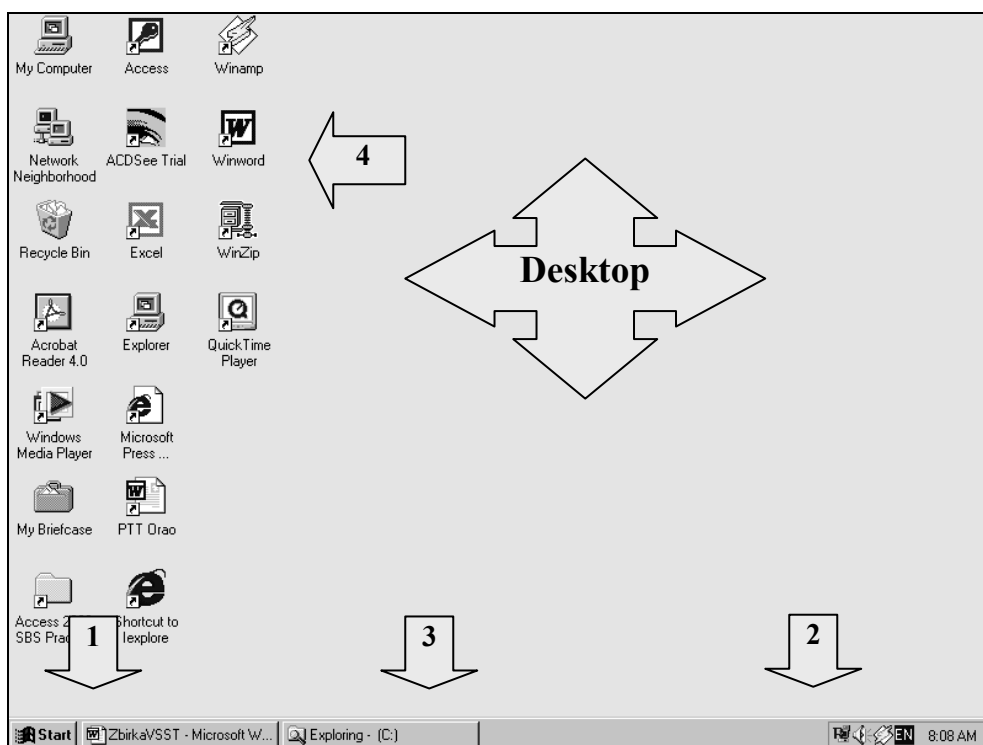 My Computer
Access
Winamp
Network
Neighborhood
ACDSee Trial
Winword
4
Recycle Bin
Excel
WinZip
Desktop
Acrobat
Reader 4.0
Explorer
QuickTime
Player
Windows
Media Player
Microsoft
Press ...
My Briefcase
PTT Orao
Access
SBS
Shortcut to
Iexplore
1
3
2
Start
ZbirkaVSST - Microsoft W...
Exploring - (C:)
EN
8:08 AM